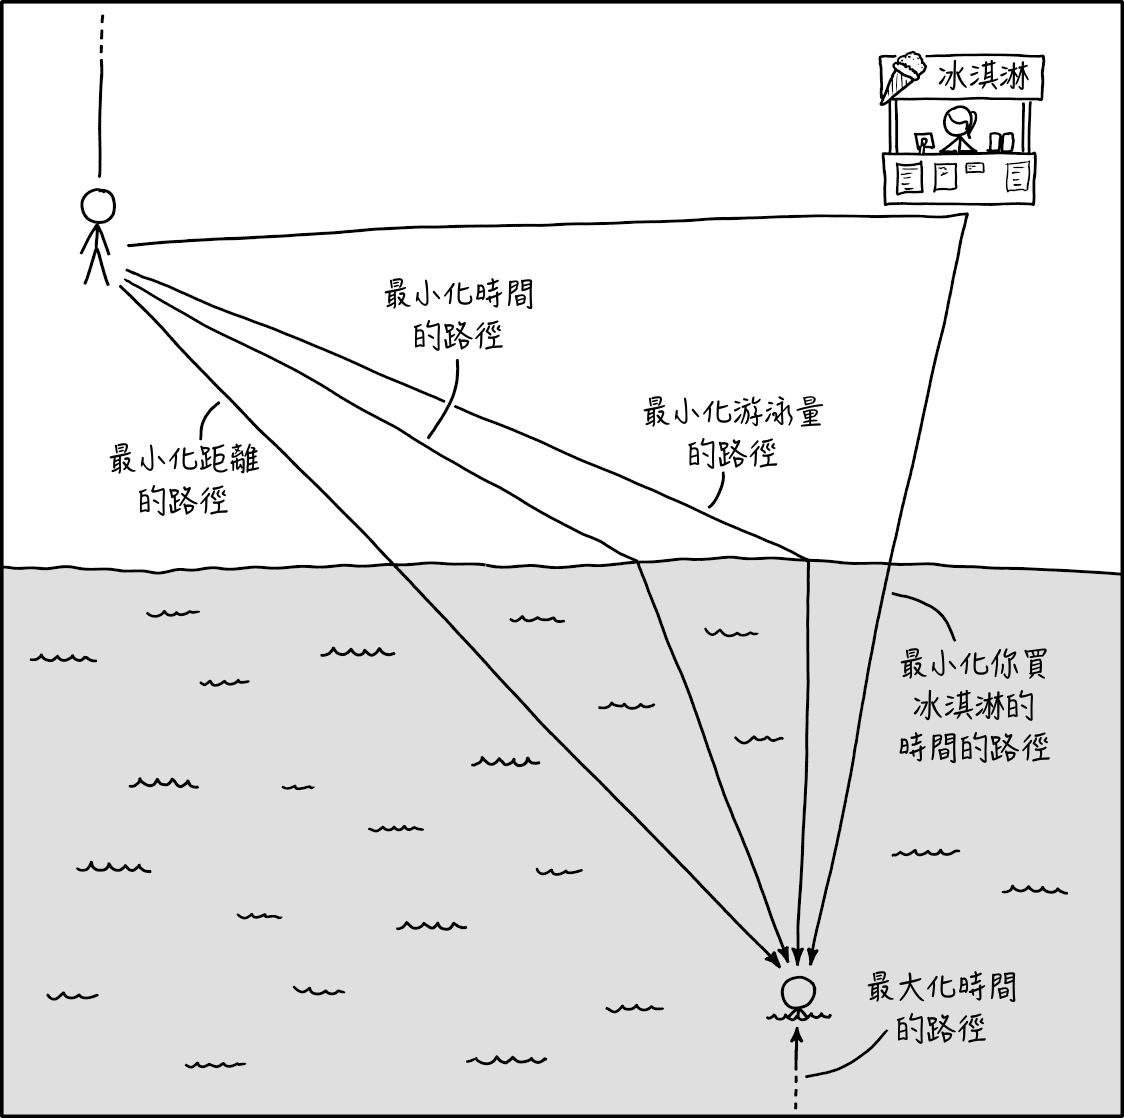 冰淇淋
最小化時間
的路徑
最小化游泳量
的路徑
最小化距離
的路徑
最小化你買
冰淇淋的
時間的路徑
最大化時間
的路徑